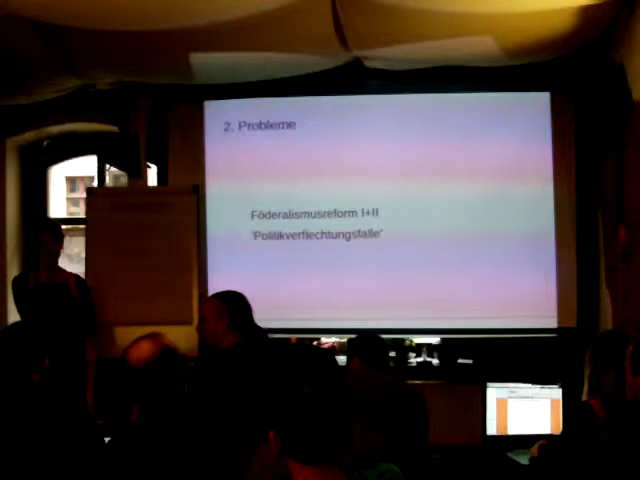 2. Probleme
Föderalismusreform I+II
'Politikverflechtungsfalle'